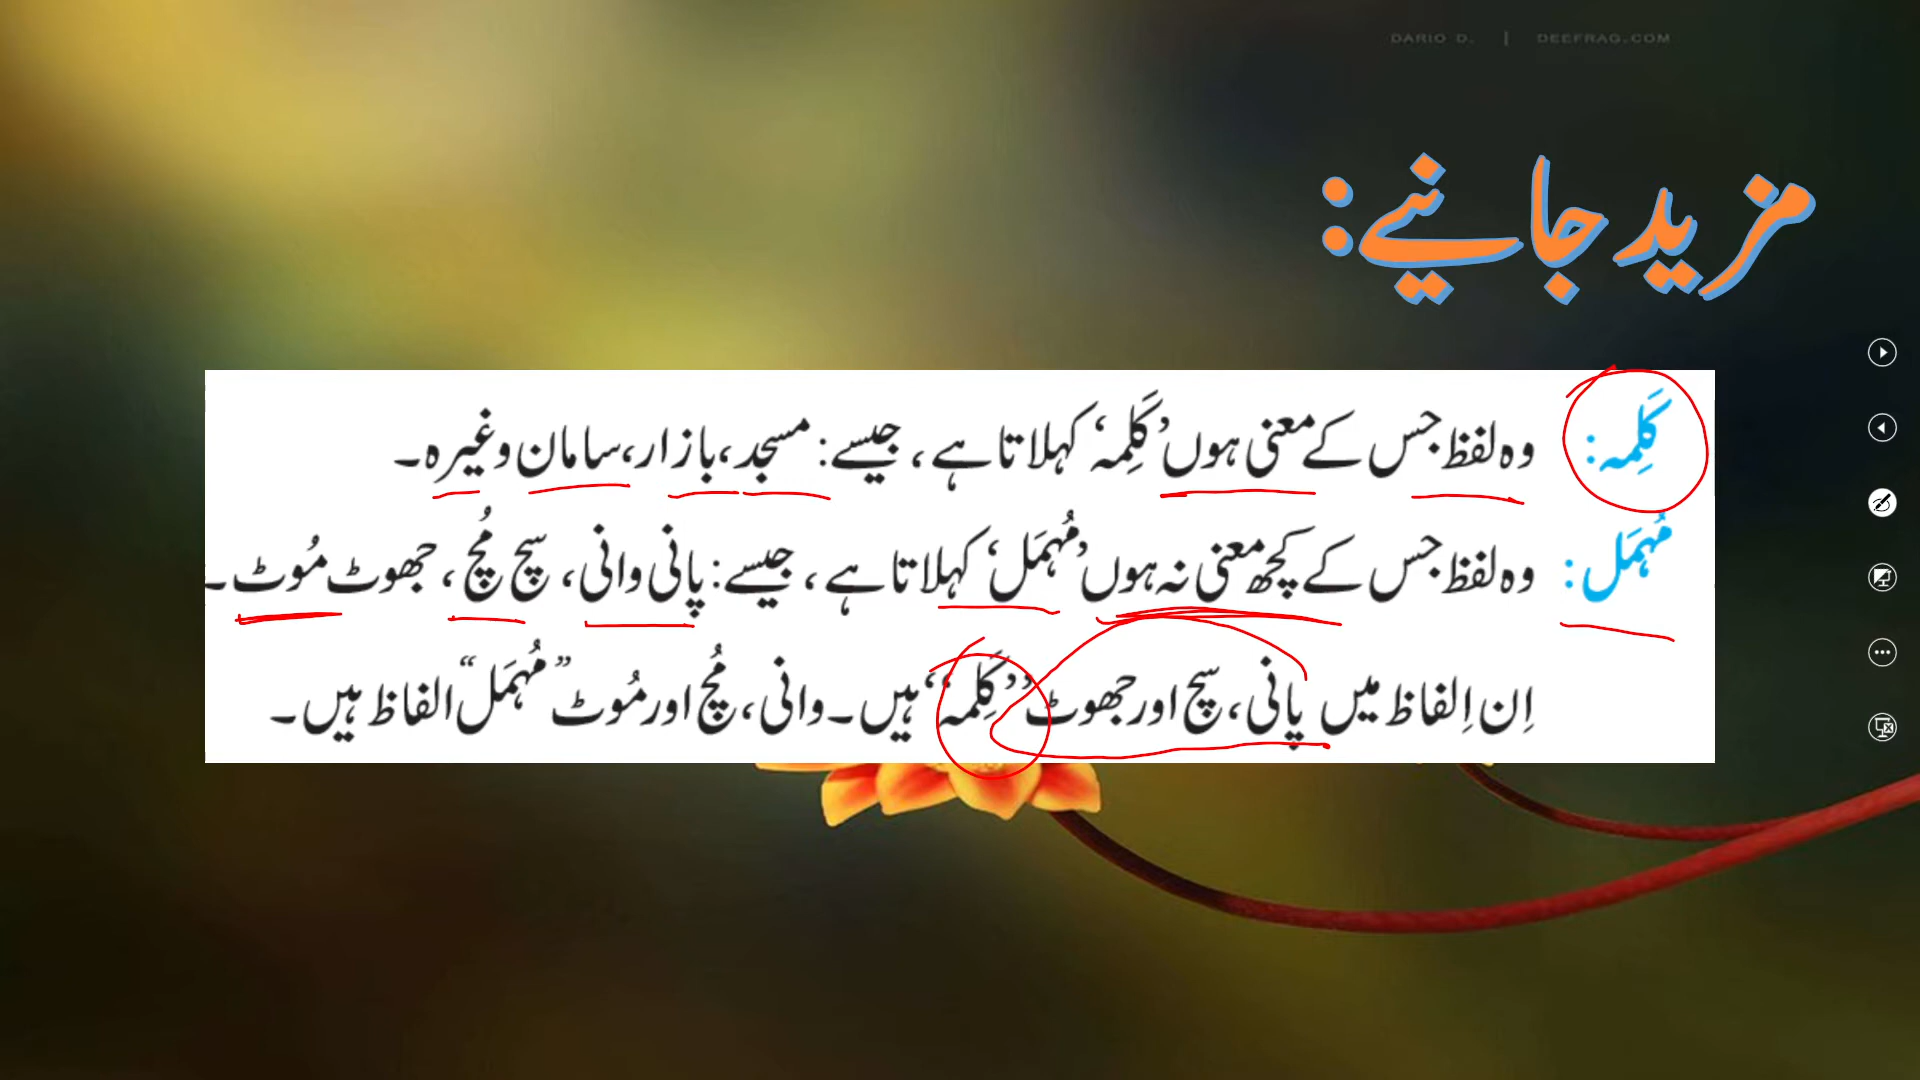 DARIO D. | DEEFRAG.COM
مزید جانیے:
کَلِمہ: وہ لفظ جس کے معنی ہوں ’کَلِمہ‘ کہلاتا ہے، جیسے: مسجد، بازار، سامان وغیرہ۔
مُہمَل: وہ لفظ جس کے کچھ معنی نہ ہوں ’مُہمَل‘ کہلاتا ہے، جیسے: پانی وانی، سچ مُچ، جھوٹ مُوٹ۔
اِن اِلفاظ میں پانی، سچ اور جھوٹ ’’کَلِمہ‘‘ ہیں۔ وانی، مُچ اور مُوٹ ”مُہمَل“ الفاظ ہیں۔